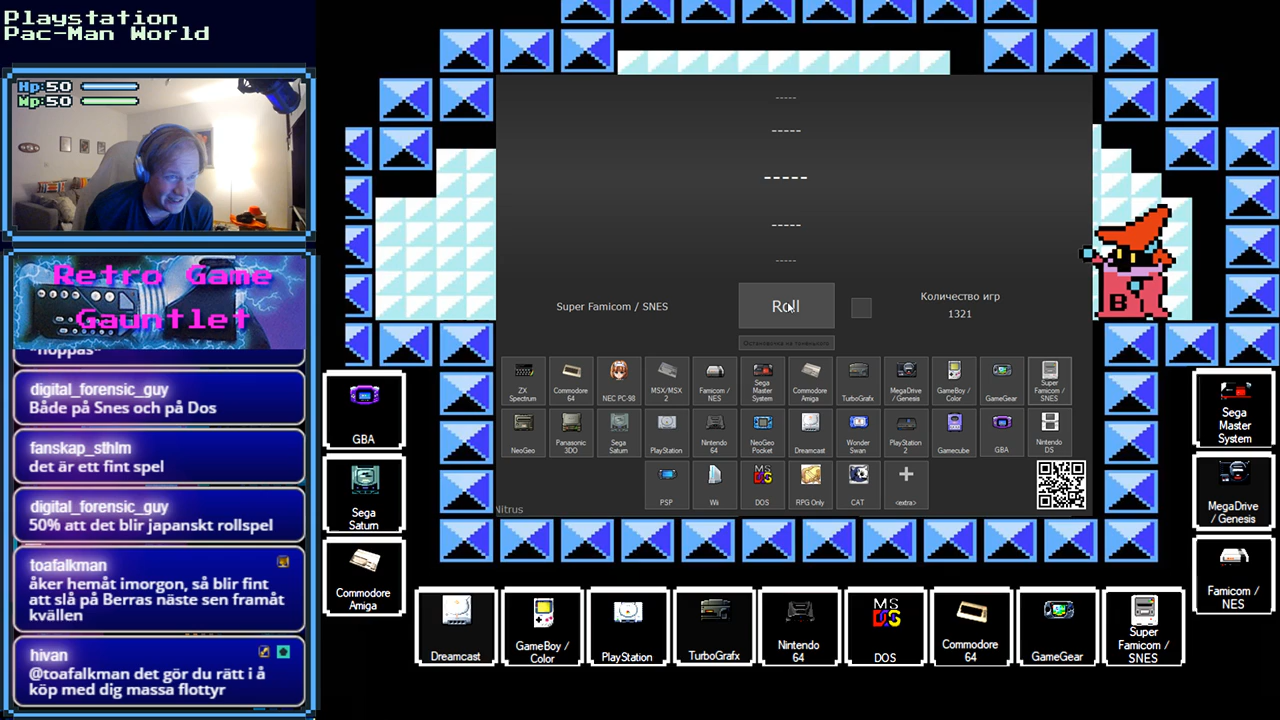 Playstation
Pac-Man World
Hp:50
Mp:50
Retro Game
Gauntlet
*hoppas*
digital_forensic_guy
Både på Snes och på Dos
fanskap_sthlm
det är ett fint spel
digital_forensic_guy
50% att det blir japanskt rollspel
toafalkman
åker hemåt imorgon, så blir fint
att slå på Berras näste sen framåt
kvällen
hivan
@toafalkman det gör du rätt i å
köp med dig massa flottyr
-----
-----
-----
-----
-----
Super Famicom / SNES
Roll
Количество игр
1321
ZX
Spectrum
Commodore
64
NEC PC-98
MSX/MSX
2
Famicom /
NES
Sega
Master
System
Commodore
Amiga
TurboGrafx
MegaDrive
/ Genesis
GameBoy /
Color
GameGear
Super
Famicom /
SNES
NeoGeo
Panasonic
3DO
Sega
Saturn
PlayStation
Nintendo
64
NeoGeo
Pocket
Dreamcast
Wonder
Swan
PlayStation
2
Gamecube
GBA
Nintendo
DS
PSP
Wii
MS
DOS
DOS
RPG Only
CAT
<extra>
Nitrus
B
GBA
Sega
Saturn
Commodore
Amiga
Sega
Master
System
MegaDrive
/ Genesis
Famicom /
NES
Dreamcast
GameBoy /
Color
PlayStation
TurboGrafx
Nintendo
64
MS
DOS
DOS
Commodore
64
GameGear
Super
Famicom /
SNES